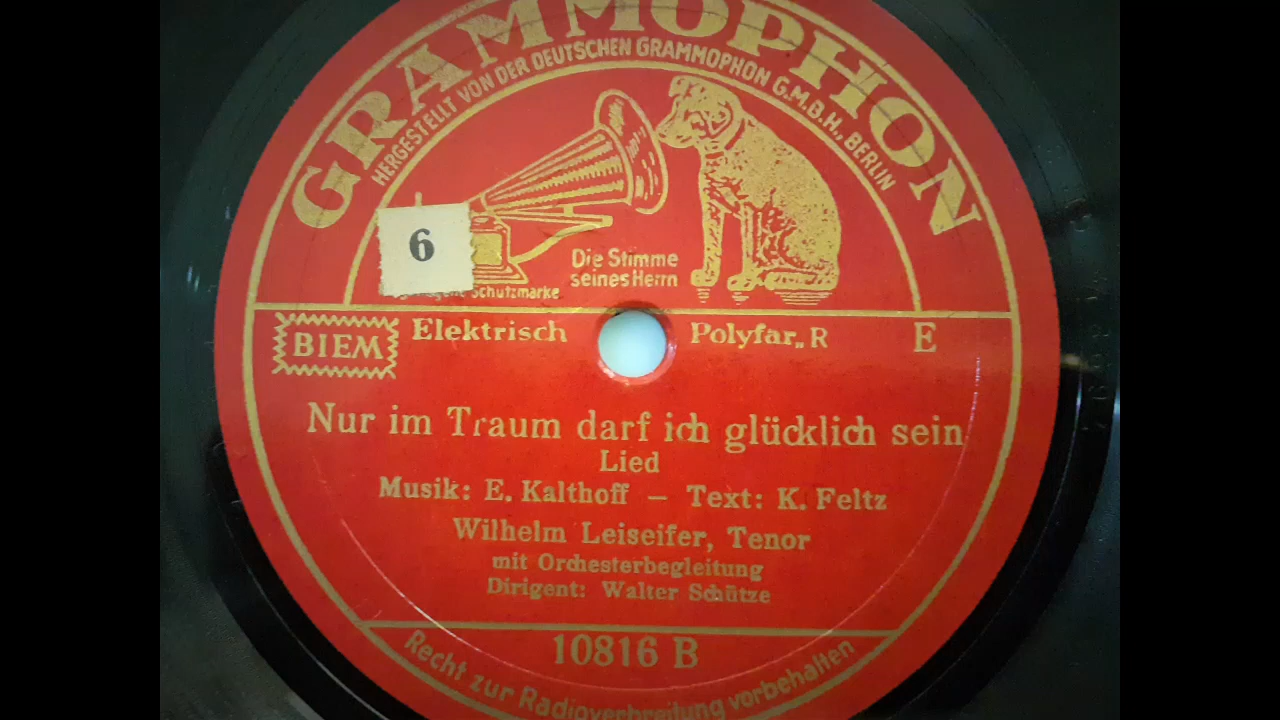 GRAMMOPHON
HERGESTELLT VON DER DEUTSCHEN GRAMMOPHON G.M.B.H., BERLIN
6
Die Stimme
seines Herrn
Schutzmarke
BIEM
Elektrisch
Polyfar„R
E
Nur im Traum darf ich glücklich sein
Lied
Musik: E. Kalthoff – Text: K. Feltz
Wilhelm Leiseifer, Tenor
mit Orchesterbegleitung
Dirigent: Walter Schütze
10816 B
Recht zur Radioverbreitung vorbehalten